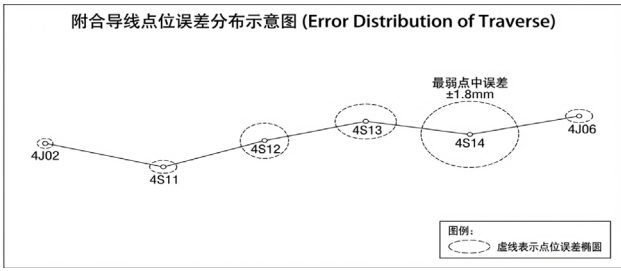 附合导线点位误差分布示意图 (Error Distribution of Traverse)
最弱点中误差
±1.8mm
4J02
4S11
4S12
4S13
4S14
4J06
图例:
虚线表示点位误差椭圆